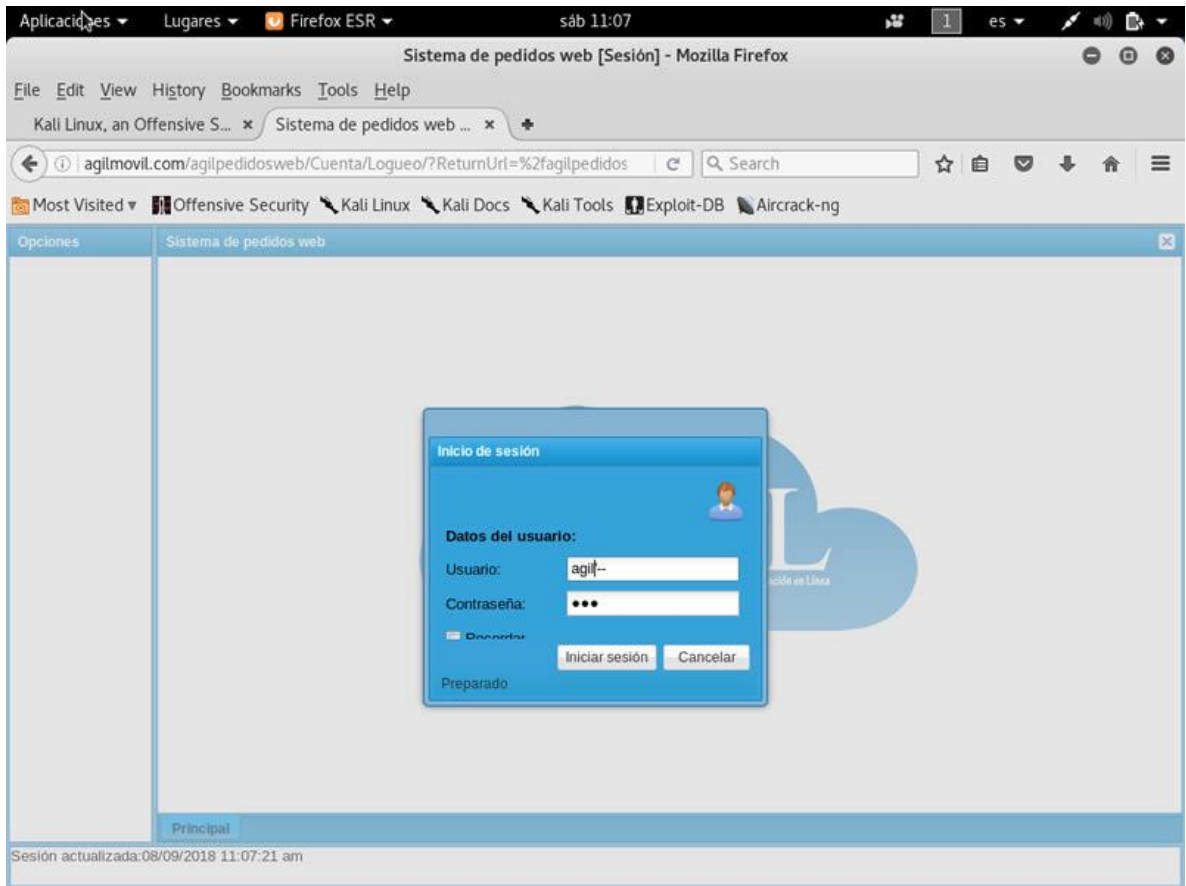 Aplicaciones Lugares Firefox ESR sáb 11:07 1 es
Sistema de pedidos web [Sesión] - Mozilla Firefox
File Edit View History Bookmarks Tools Help
Kali Linux, an Offensive S... Sistema de pedidos web ...
agilmovil.com/agilpedidosweb/Cuenta/Logueo/?ReturnUrl=%2fagilpedidos Search
Most Visited Offensive Security Kali Linux Kali Docs Kali Tools Exploit-DB Aircrack-ng
Opciones Sistema de pedidos web
Inicio de sesión
Datos del usuario:
Usuario: agil'--
Contraseña: •••
Recordar
L
en Línea
Iniciar sesión Cancelar
Preparado
Principal
Sesión actualizada:08/09/2018 11:07:21 am